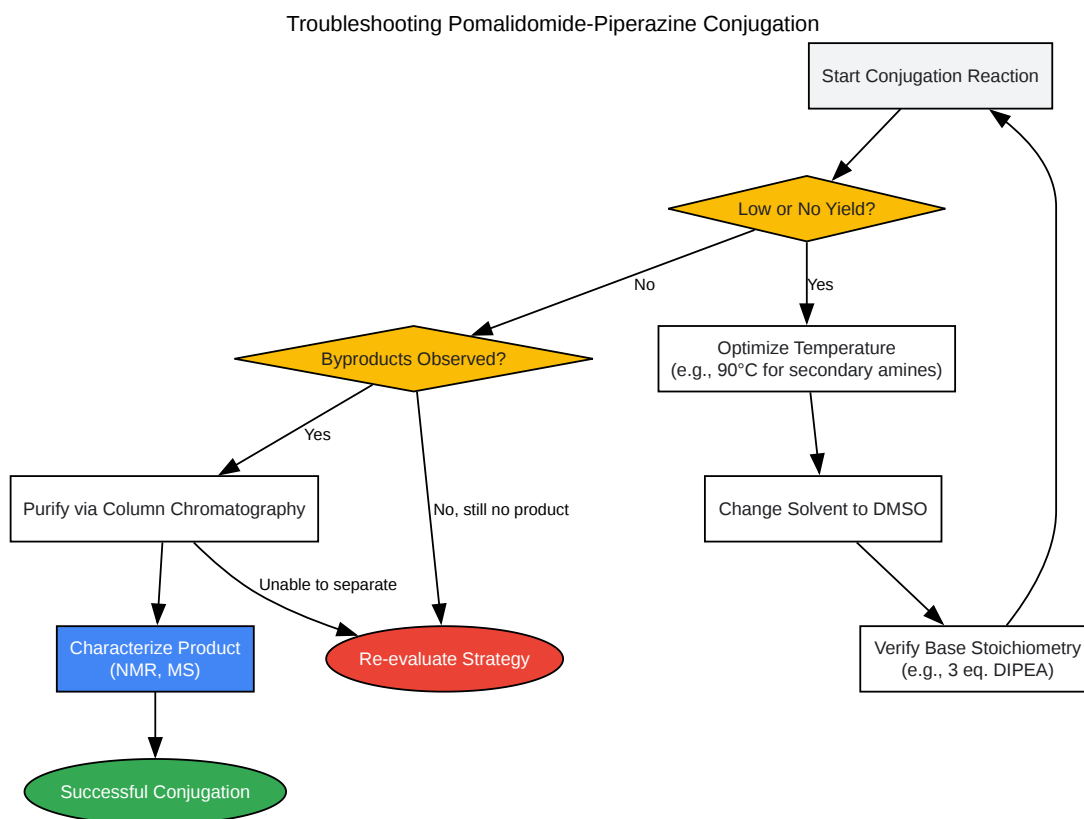 Troubleshooting Pomalidomide-Piperazine Conjugation
Start Conjugation Reaction
Low or No Yield?
No
Yes
Byproducts Observed?
Optimize Temperature
(e.g., 90°C for secondary amines)
Yes
Purify via Column Chromatography
No, still no product
Change Solvent to DMSO
Unable to separate
Characterize Product
(NMR, MS)
Re-evaluate Strategy
Verify Base Stoichiometry
(e.g., 3 eq. DIPEA)
Successful Conjugation